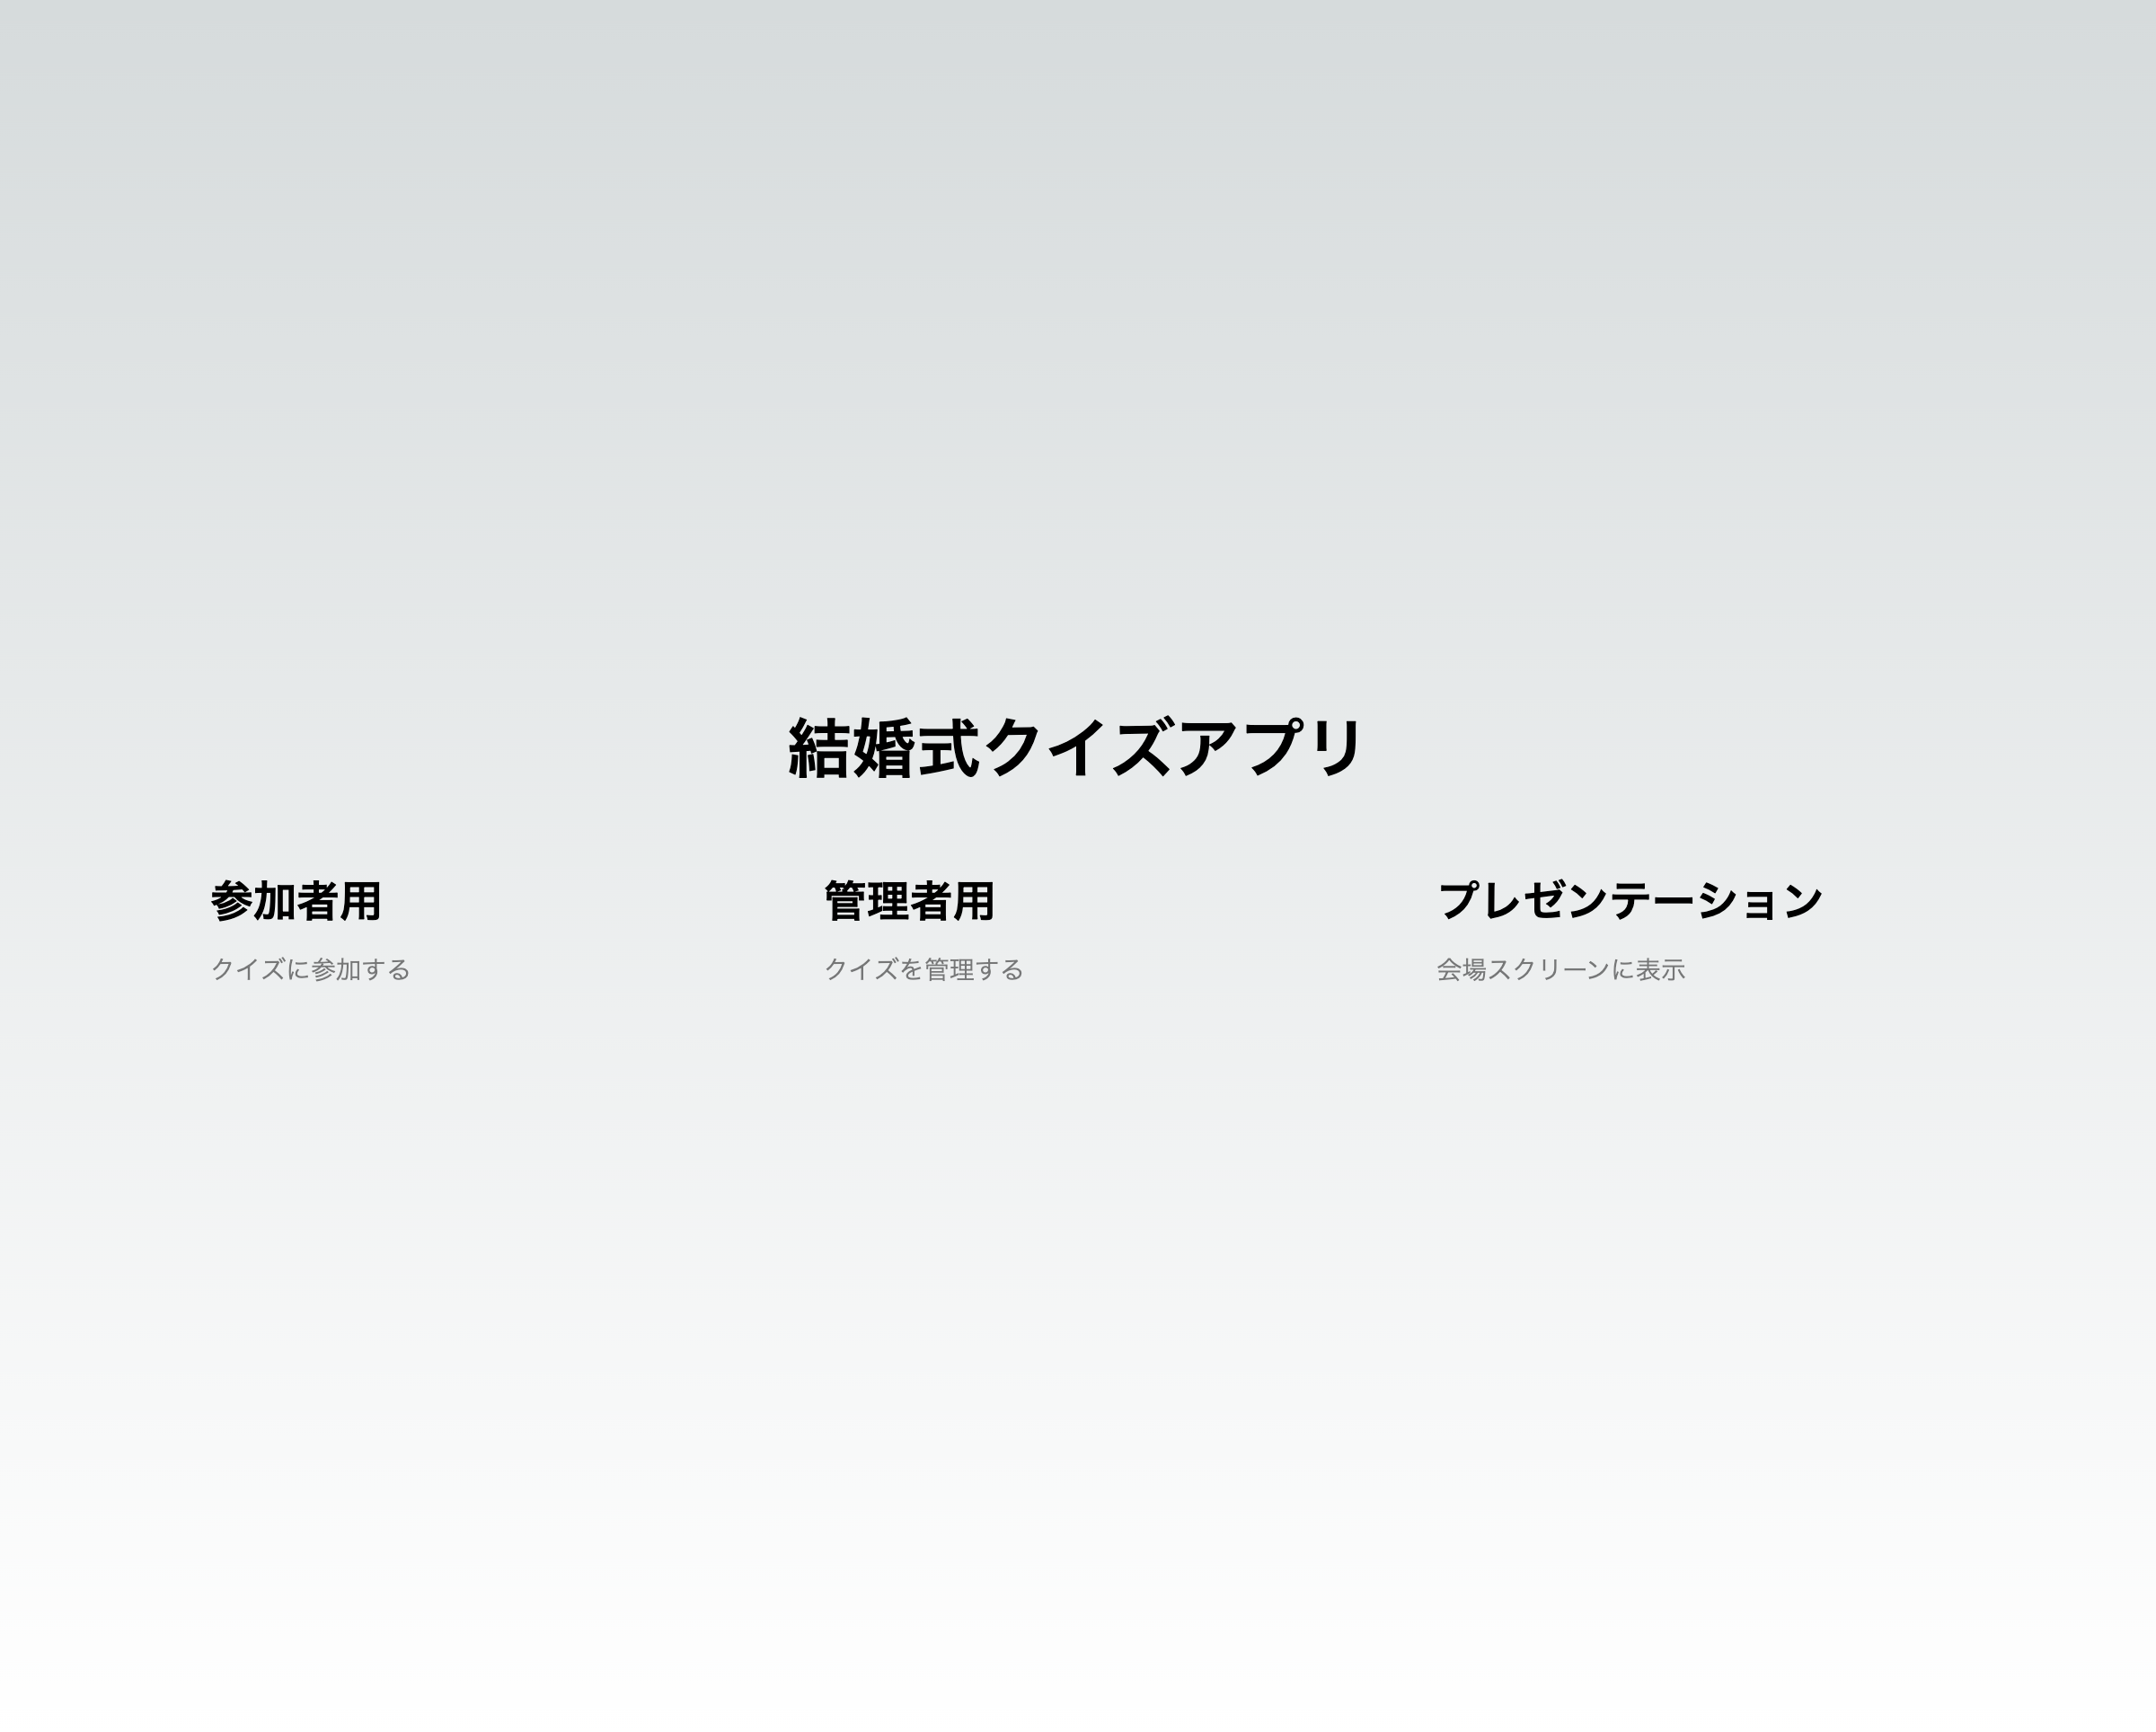 結婚式クイズアプリ
参加者用
クイズに参加する
管理者用
クイズを管理する
プレゼンテーション
会場スクリーンに表示